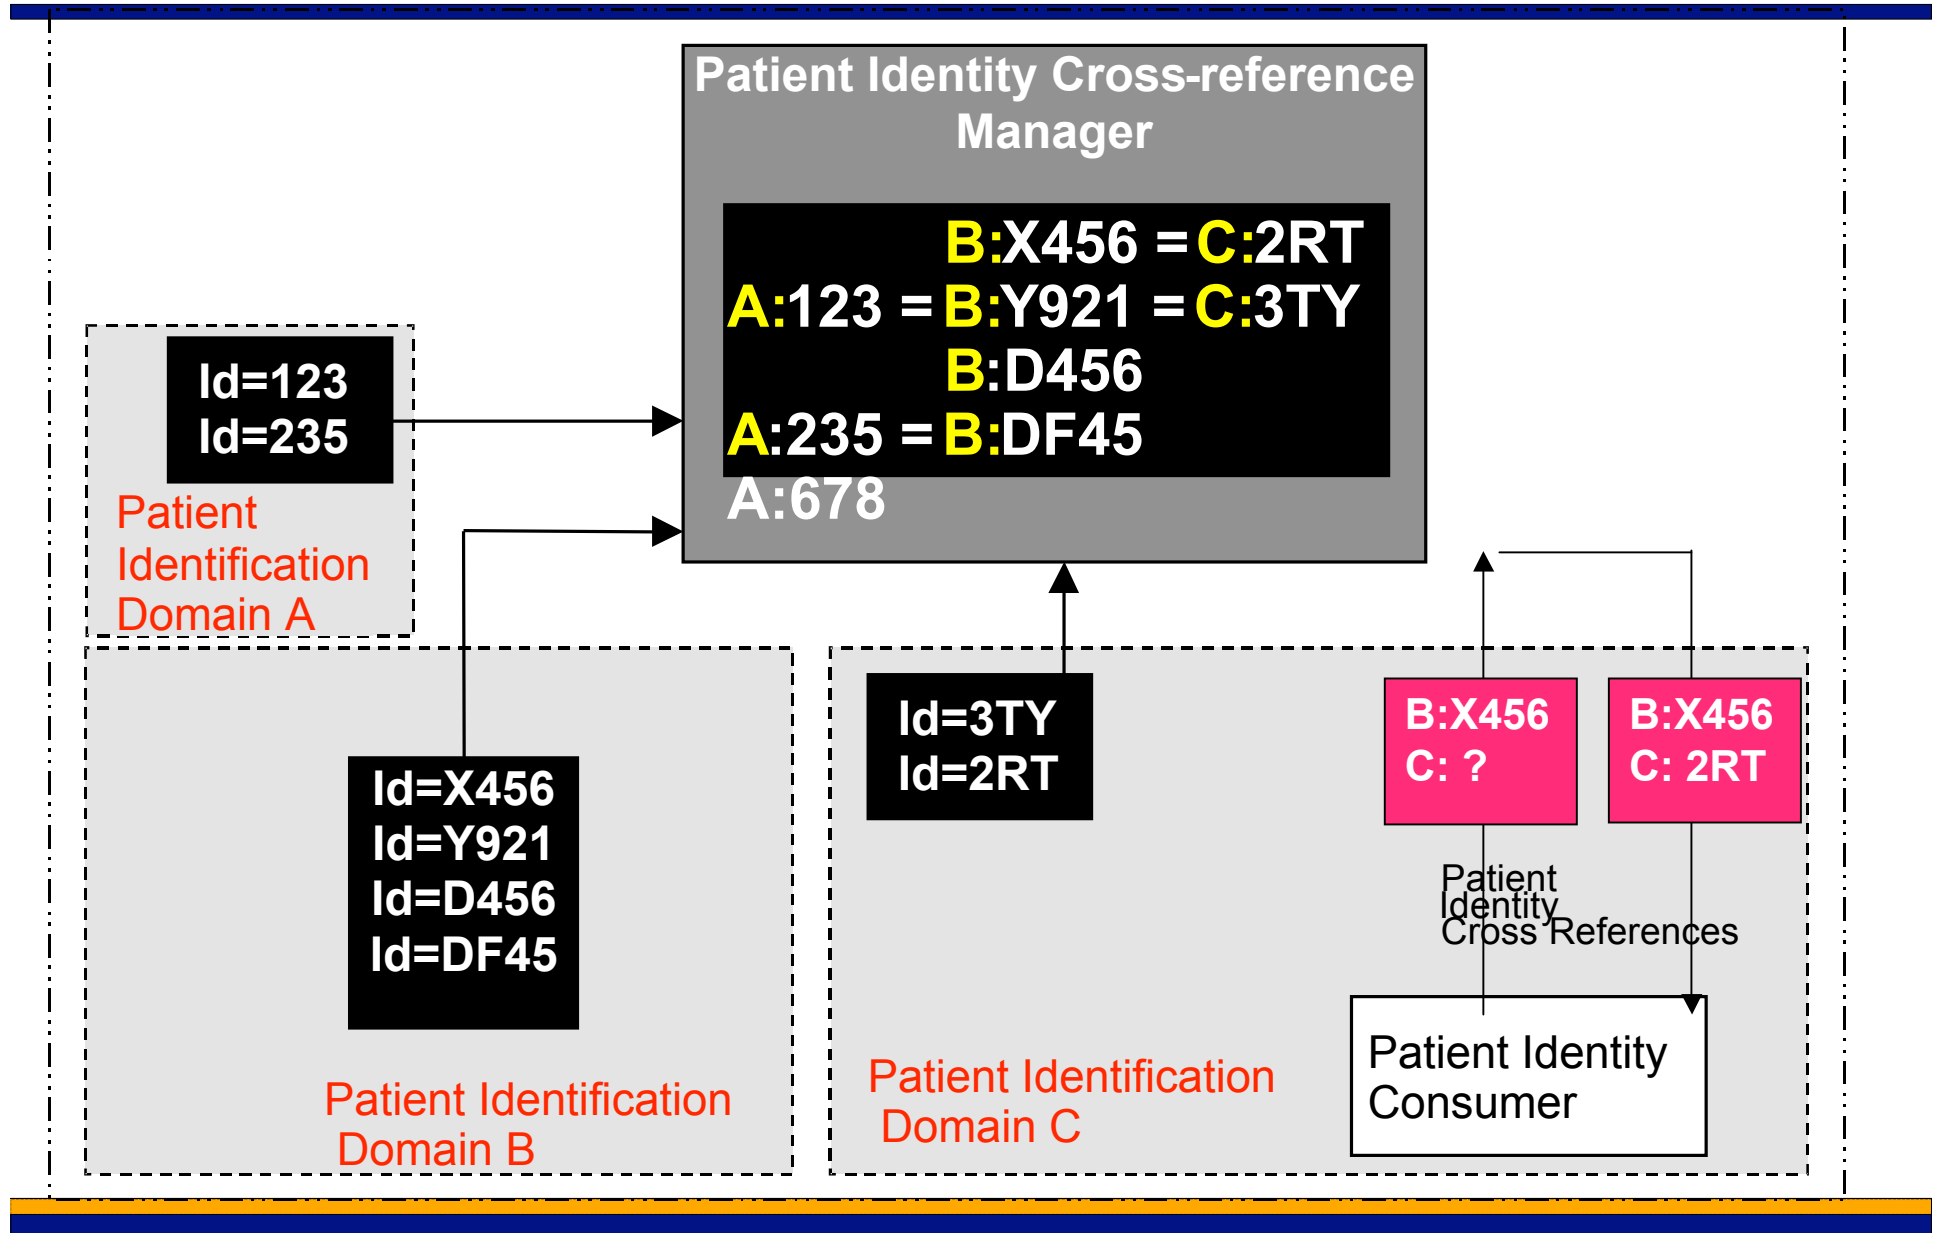 Patient Identity Cross-reference
Manager
B:X456 = C:2RT
A:123 = B:Y921 = C:3TY
B:D456
A:235 = B:DF45
A:678
Id=123
Id=235
Patient
Identification
Domain A
Id=X456
Id=Y921
Id=D456
Id=DF45
Patient Identification
Domain B
Id=3TY
Id=2RT
Patient Identification
Domain C
B:X456
C: ?
B:X456
C: 2RT
Patient
Identity
Cross References
Patient Identity
Consumer